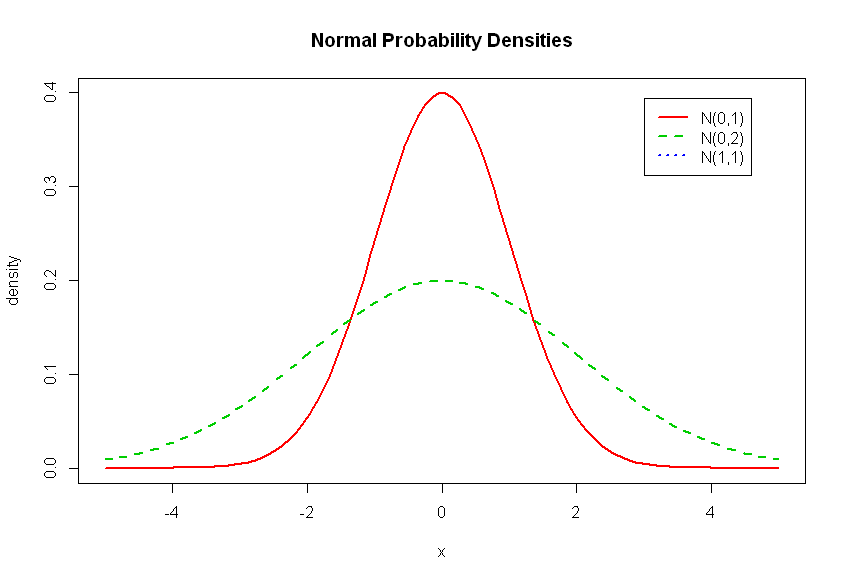 Normal Probability Densities
N(0,1)
N(0,2)
N(1,1)
density
0.4
0.3
0.2
0.1
0.0
-4 -2 0 2 4
x